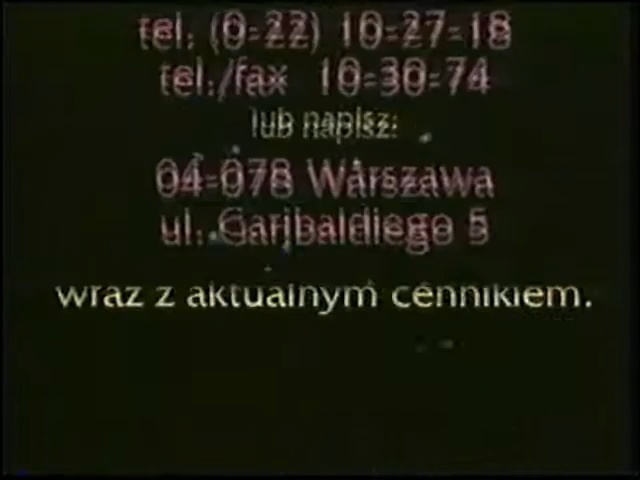 tel. (0-22) 10-27-18
tel./fax 10-30-74
lub napisz:
04-078 Warszawa
ul. Garibaldiego 5
wraz z aktualnym cennikiem.